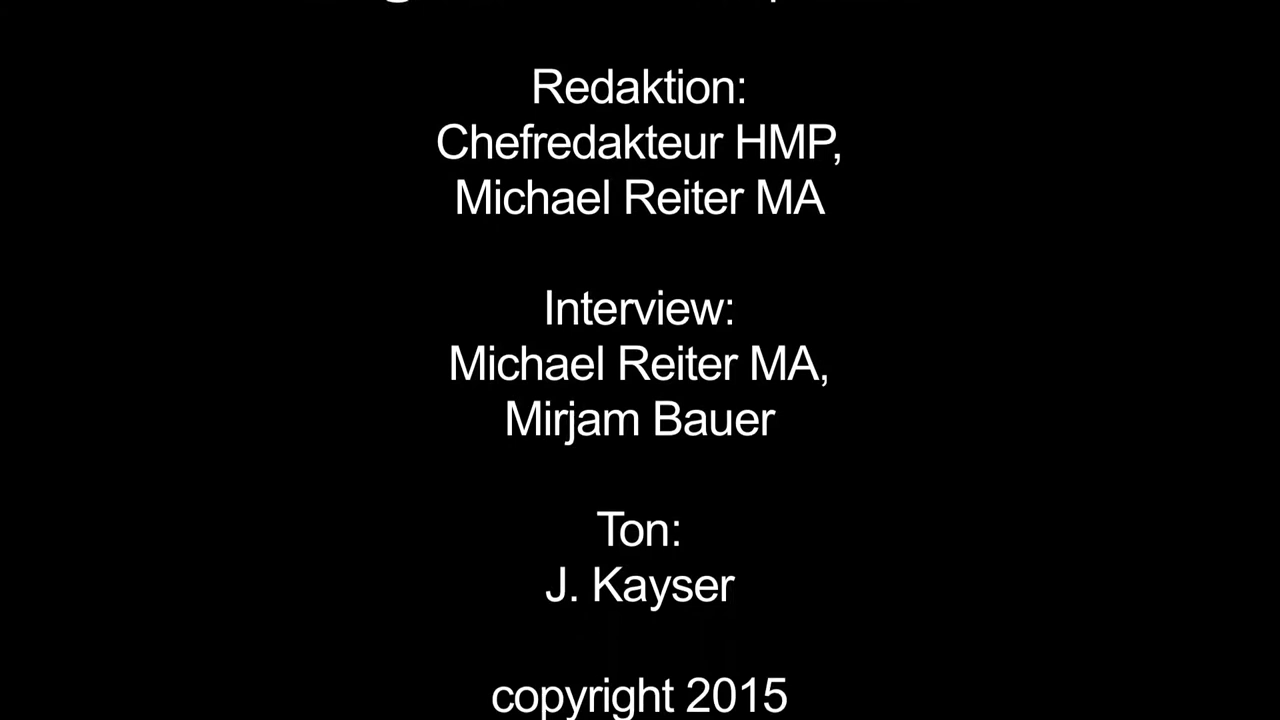 Redaktion:
Chefredakteur HMP,
Michael Reiter MA
Interview:
Michael Reiter MA,
Mirjam Bauer
Ton:
J. Kayser
copyright 2015